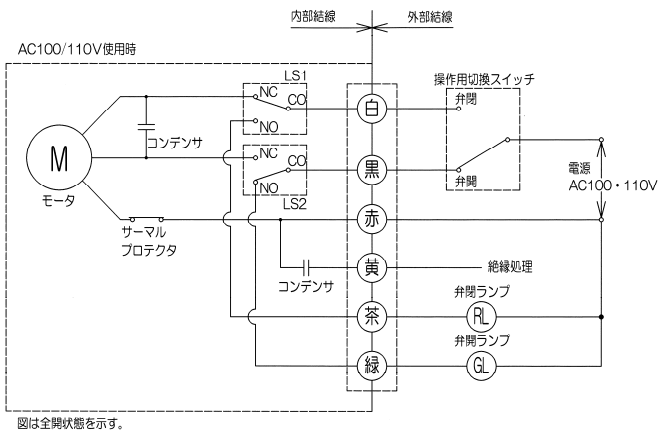 内部結線
外部結線
AC100/110V使用時
LS1
操作用切換スイッチ
NC
CO
白
弁閉
NO
コンデンサ
M
モータ
NC
CO
黒
弁開
NO
LS2
電源
AC100・110V
赤
サーマル
プロテクタ
黄
絶縁処理
コンデンサ
弁閉ランプ
茶
RL
弁開ランプ
緑
GL
図は全開状態を示す。